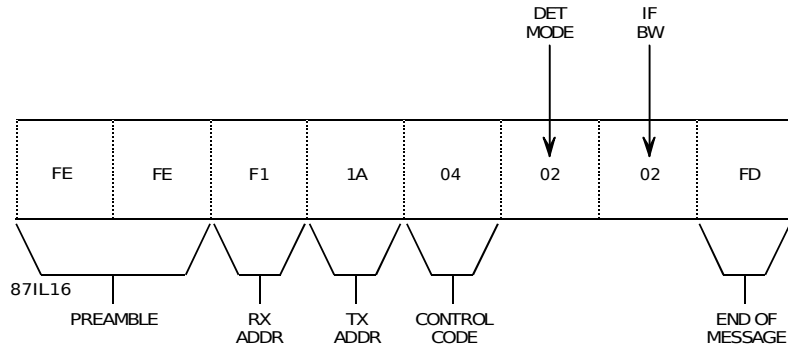 DET
MODE
IF
BW
FE FE F1 1A 04 02 02 FD
87IL16
PREAMBLE
RX
ADDR
TX
ADDR
CONTROL
CODE
END OF
MESSAGE